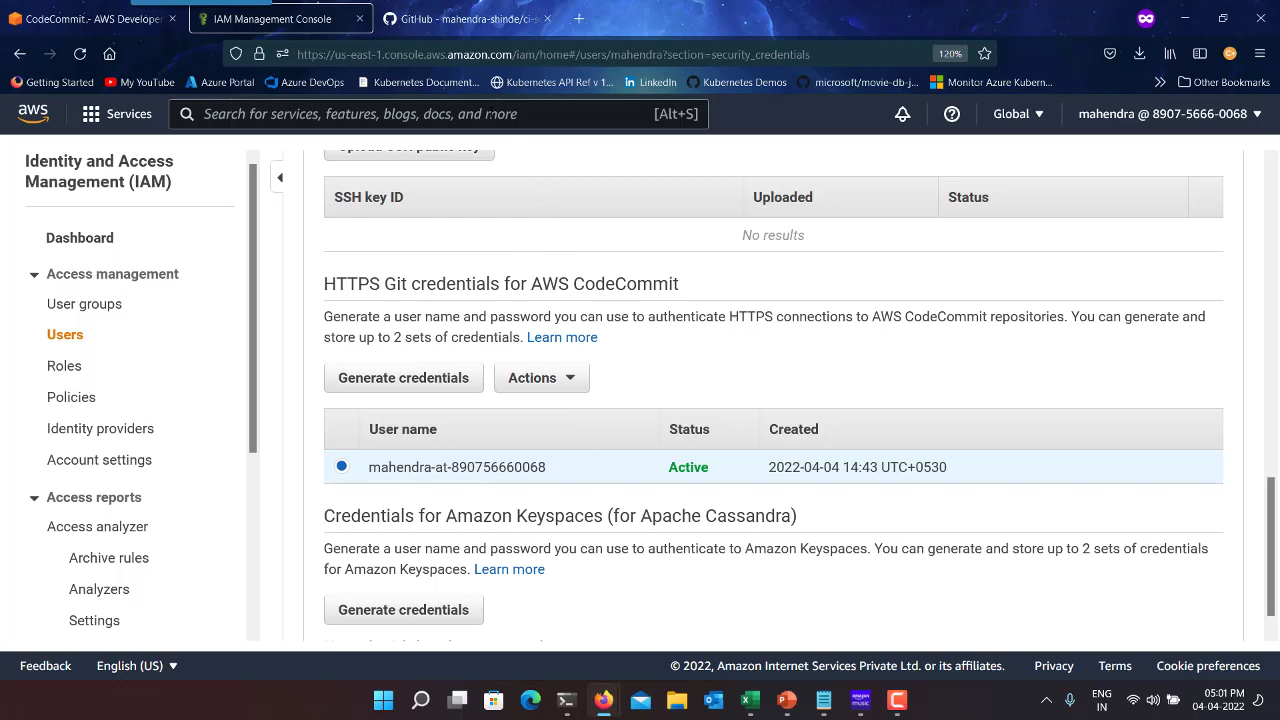 CodeCommit - AWS Developer
IAM Management Console
GitHub - mahendra-shinde/ci-s
https://us-east-1.console.aws.amazon.com/iam/home#/users/mahendra?section=security_credentials
120%
Getting Started
My YouTube
Azure Portal
Azure DevOps
Kubernetes Document...
Kubernetes API Ref v 1...
LinkedIn
Kubernetes Demos
microsoft/movie-db-j...
Monitor Azure Kubern...
Other Bookmarks
aws
Services
Search for services, features, blogs, docs, and more
[Alt+S]
Global
mahendra @ 8907-5666-0068
Identity and Access
Management (IAM)
Dashboard
Access management
User groups
Users
Roles
Policies
Identity providers
Account settings
Access reports
Access analyzer
Archive rules
Analyzers
Settings
Upload SSH public key
SSH key ID
Uploaded
Status
No results
HTTPS Git credentials for AWS CodeCommit
Generate a user name and password you can use to authenticate HTTPS connections to AWS CodeCommit repositories. You can generate and
store up to 2 sets of credentials. Learn more
Generate credentials
Actions
User name
Status
Created
mahendra-at-890756660068
Active
2022-04-04 14:43 UTC+0530
Credentials for Amazon Keyspaces (for Apache Cassandra)
Generate a user name and password you can use to authenticate to Amazon Keyspaces. You can generate and store up to 2 sets of credentials
for Amazon Keyspaces. Learn more
Generate credentials
Feedback
English (US)
© 2022, Amazon Internet Services Private Ltd. or its affiliates.
Privacy
Terms
Cookie preferences
ENG
IN
05:01 PM
04-04-2022